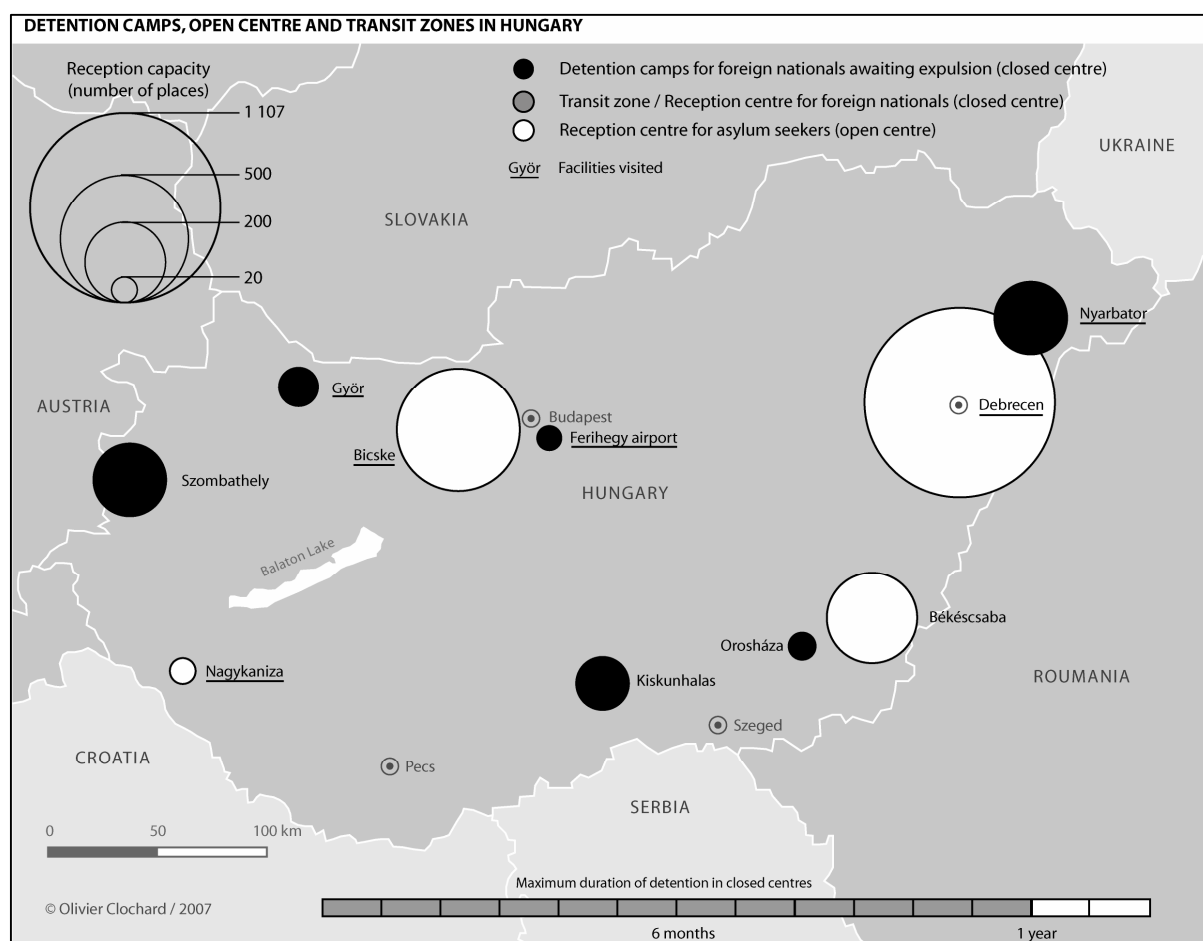 DETENTION CAMPS, OPEN CENTRE AND TRANSIT ZONES IN HUNGARY
Reception capacity
(number of places)
1 107
500
200
20
Detention camps for foreign nationals awaiting expulsion (closed centre)
Transit zone / Reception centre for foreign nationals (closed centre)
Reception centre for asylum seekers (open centre)
Györ Facilities visited
UKRAINE
SLOVAKIA
Nyarbator
Györ
AUSTRIA
Debrecen
Budapest
Ferihegy airport
Bicske
Szombathely
HUNGARY
Balaton Lake
Békéscsaba
Orosháza
Nagykaniza
Kiskunhalas
ROUMANIA
Szeged
CROATIA
Pecs
SERBIA
0 50 100 km
Maximum duration of detention in closed centres
© Olivier Clochard / 2007
6 months 1 year